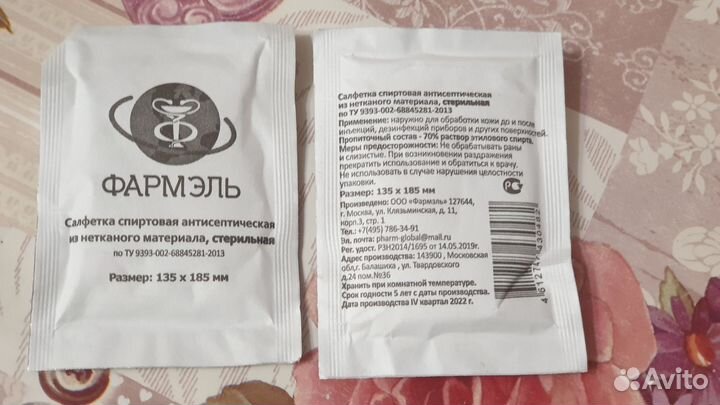 ФАРМЭЛЬ
Салфетка спиртовая антисептическая
из нетканого материала, стерильная
по ТУ 9393-002-68845281-2013
Размер: 135 х 185 мм
Салфетка спиртовая антисептическая
из нетканого материала, стерильная
по ТУ 9393-002-68845281-2013
Применение: наружно для обработки кожи до и после
инъекций, дезинфекций приборов и других поверхностей.
Пропиточный состав - 70% раствор этилового спирта.
Меры предосторожности: Не обрабатывать раны
и слизистые. При возникновении раздражения
прекратить использование и обратиться к врачу.
Не использовать в случае нарушения целостности
упаковки.
Размер: 135 х 185 мм
Произведено: ООО «Фармэль» 127644,
г. Москва, ул. Клязьминская, д. 11,
корп.3, стр. 1
Тел.:+7(495) 786-34-91
Эл. почта: pharm-global@mail.ru
Рег. удост. РЗН2014/1695 от 14.05.2019г.
Адрес производства: 143900 , Московская
обл,г. Балашиха , ул. Твардовского
д.24 пом.№36
Хранить при комнатной температуре.
Срок годности 5 лет с даты производства.
Дата производства IV квартал 2022 г.
Avito